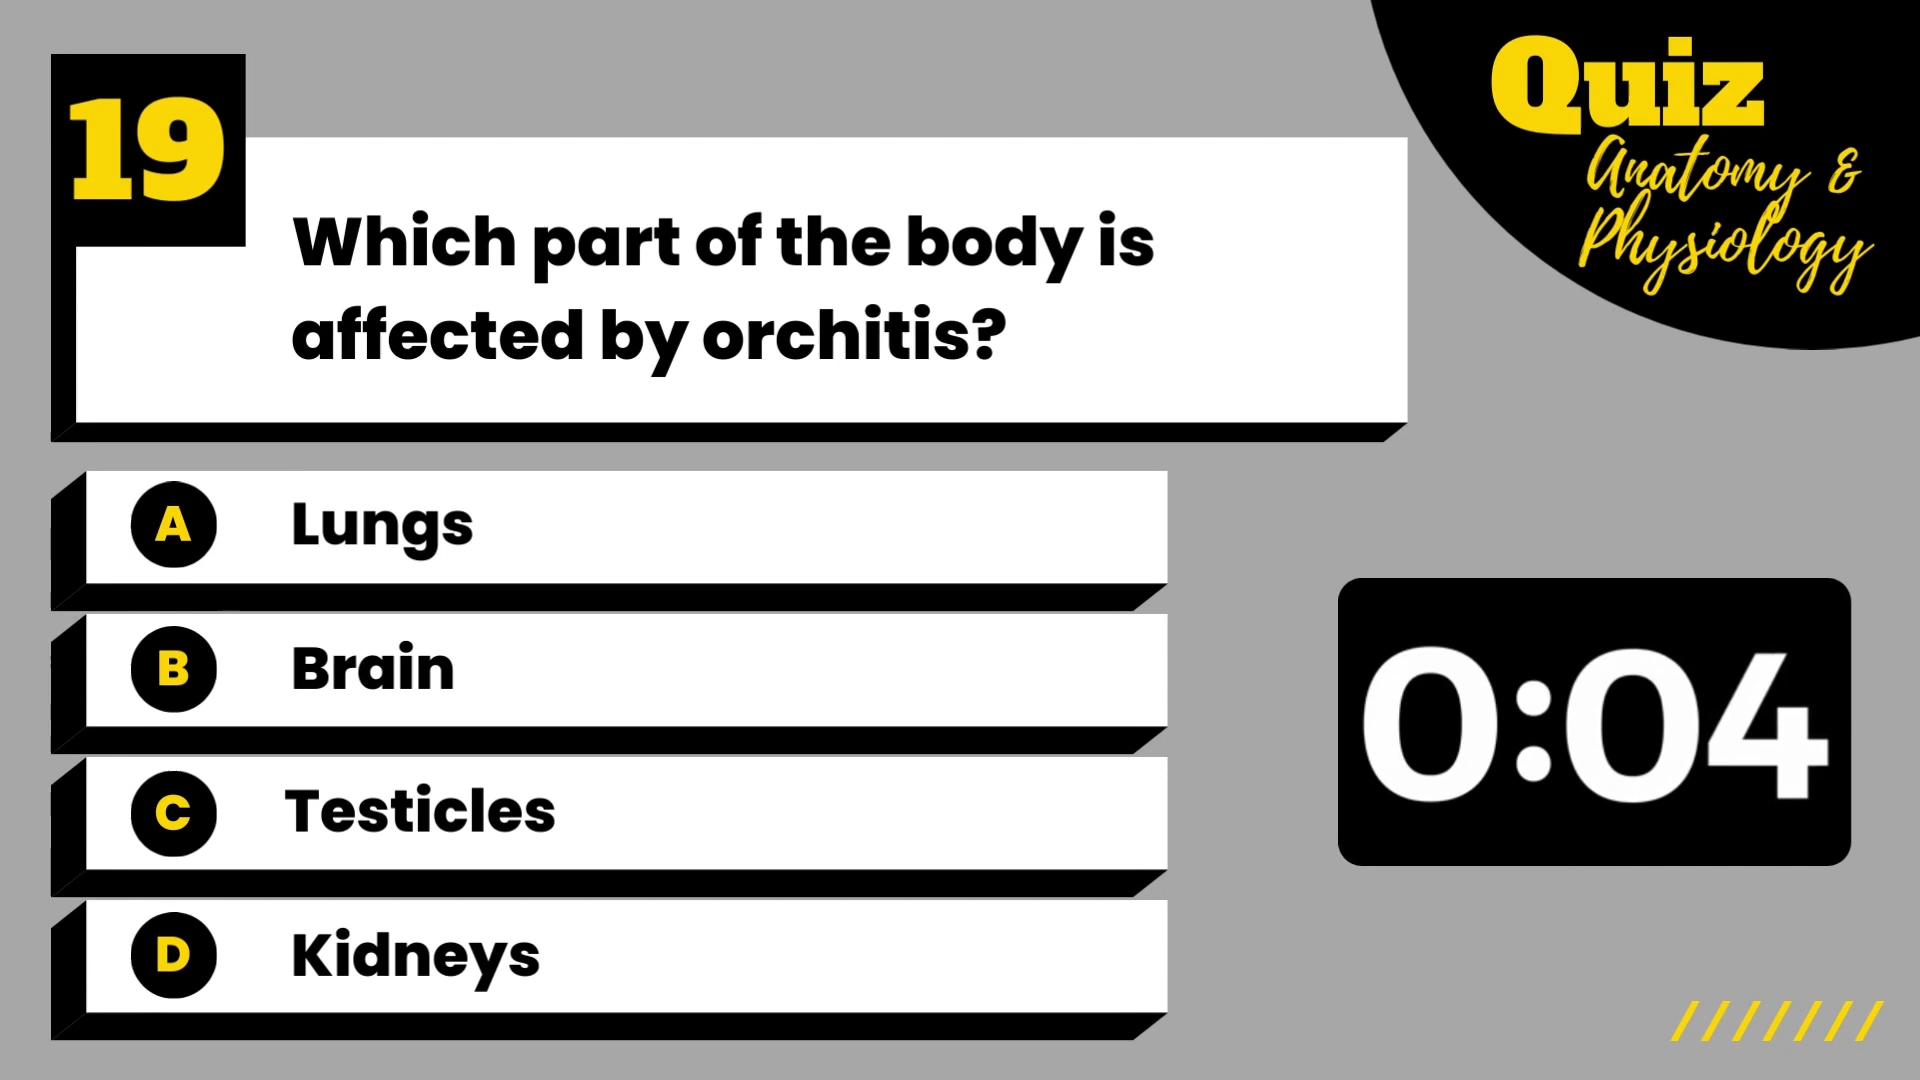 19
Quiz
Anatomy &
Physiology
Which part of the body is
affected by orchitis?
A Lungs
B Brain
C Testicles
D Kidneys
0:04